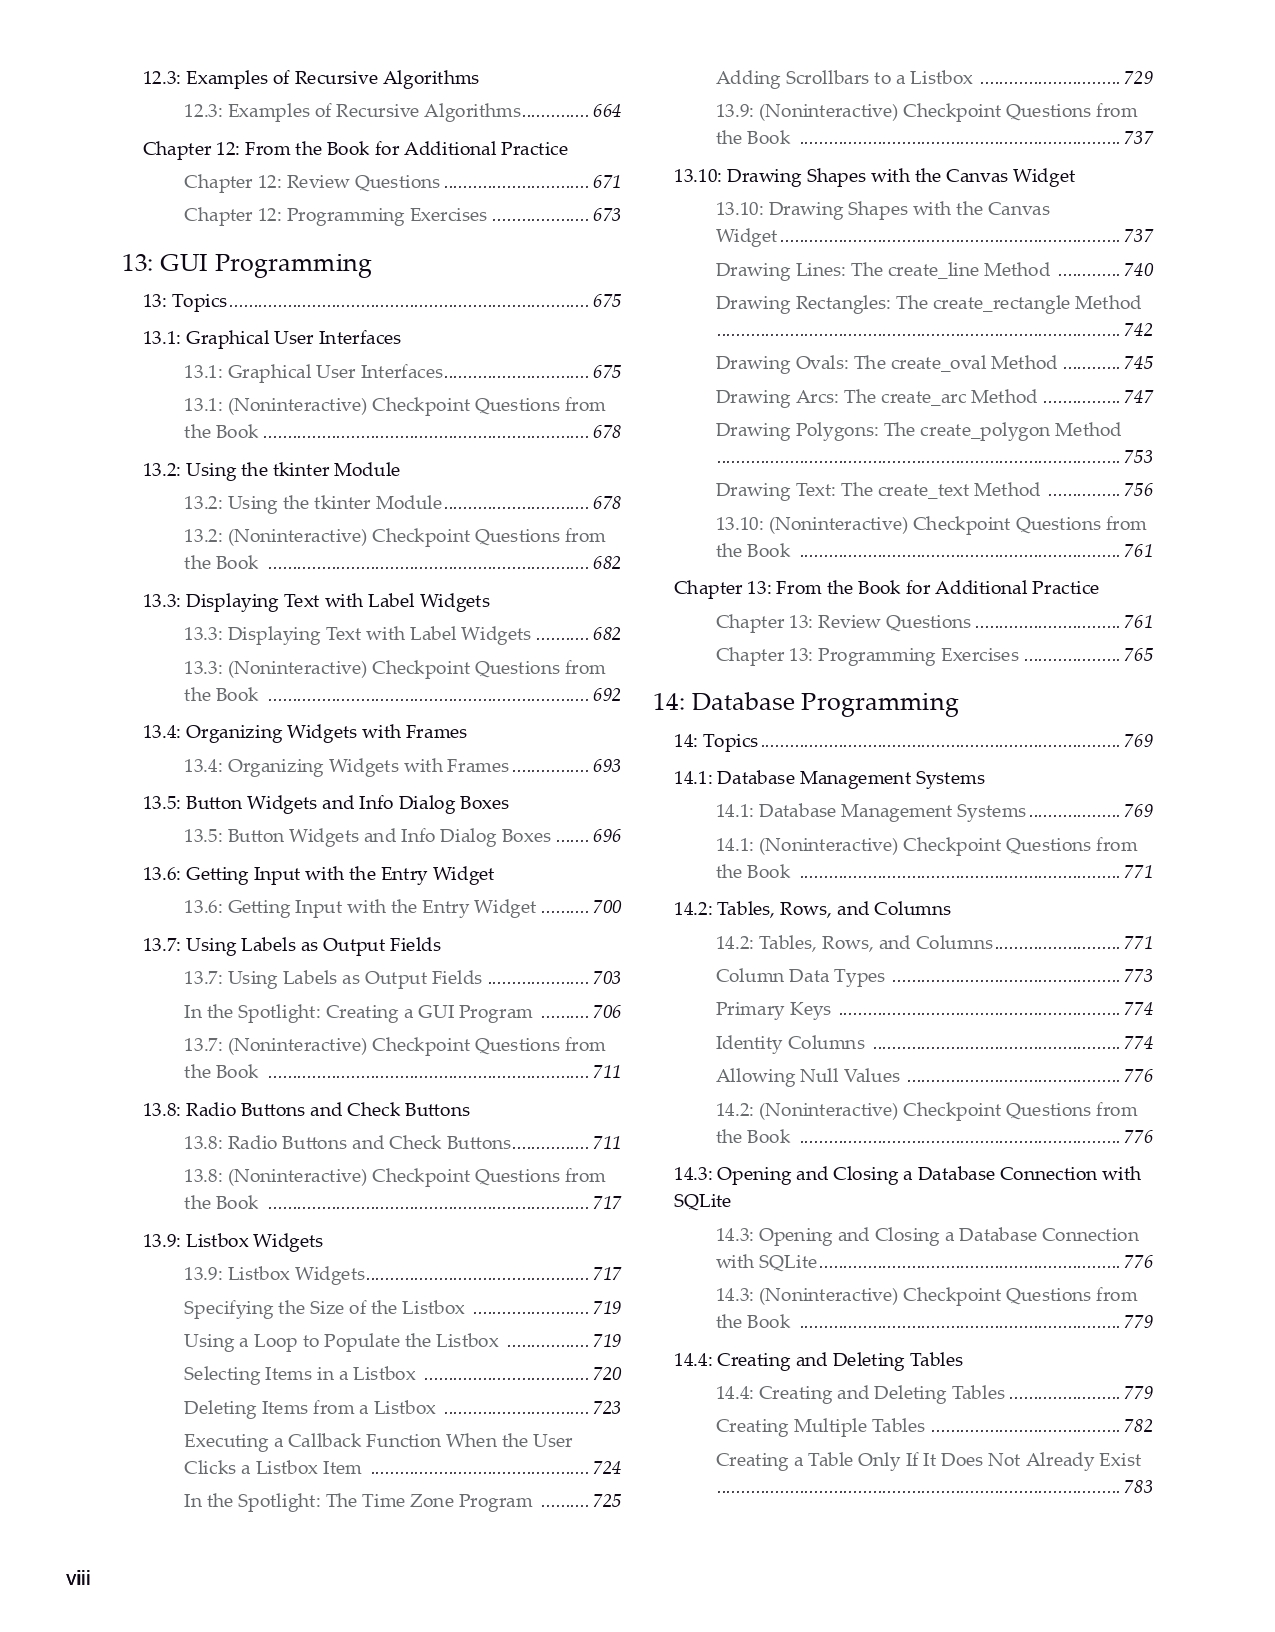 12.3: Examples of Recursive Algorithms
12.3: Examples of Recursive Algorithms.............. 664
Chapter 12: From the Book for Additional Practice
Chapter 12: Review Questions .............................. 671
Chapter 12: Programming Exercises .................... 673
13: GUI Programming
13: Topics........................................................................... 675
13.1: Graphical User Interfaces
13.1: Graphical User Interfaces.............................. 675
13.1: (Noninteractive) Checkpoint Questions from
the Book .................................................................... 678
13.2: Using the tkinter Module
13.2: Using the tkinter Module.............................. 678
13.2: (Noninteractive) Checkpoint Questions from
the Book ................................................................... 682
13.3: Displaying Text with Label Widgets
13.3: Displaying Text with Label Widgets ........... 682
13.3: (Noninteractive) Checkpoint Questions from
the Book ................................................................... 692
13.4: Organizing Widgets with Frames
13.4: Organizing Widgets with Frames................ 693
13.5: Button Widgets and Info Dialog Boxes
13.5: Button Widgets and Info Dialog Boxes ....... 696
13.6: Getting Input with the Entry Widget
13.6: Getting Input with the Entry Widget .......... 700
13.7: Using Labels as Output Fields
13.7: Using Labels as Output Fields ..................... 703
In the Spotlight: Creating a GUI Program .......... 706
13.7: (Noninteractive) Checkpoint Questions from
the Book ................................................................... 711
13.8: Radio Buttons and Check Buttons
13.8: Radio Buttons and Check Buttons................ 711
13.8: (Noninteractive) Checkpoint Questions from
the Book ................................................................... 717
13.9: Listbox Widgets
13.9: Listbox Widgets.............................................. 717
Specifying the Size of the Listbox ........................ 719
Using a Loop to Populate the Listbox ................. 719
Selecting Items in a Listbox .................................. 720
Deleting Items from a Listbox .............................. 723
Executing a Callback Function When the User
Clicks a Listbox Item ............................................. 724
In the Spotlight: The Time Zone Program .......... 725
Adding Scrollbars to a Listbox ............................. 729
13.9: (Noninteractive) Checkpoint Questions from
the Book ................................................................... 737
13.10: Drawing Shapes with the Canvas Widget
13.10: Drawing Shapes with the Canvas
Widget....................................................................... 737
Drawing Lines: The create_line Method ............. 740
Drawing Rectangles: The create_rectangle Method
.................................................................................... 742
Drawing Ovals: The create_oval Method ............ 745
Drawing Arcs: The create_arc Method ................ 747
Drawing Polygons: The create_polygon Method
.................................................................................... 753
Drawing Text: The create_text Method ............... 756
13.10: (Noninteractive) Checkpoint Questions from
the Book ................................................................... 761
Chapter 13: From the Book for Additional Practice
Chapter 13: Review Questions .............................. 761
Chapter 13: Programming Exercises .................... 765
14: Database Programming
14: Topics........................................................................... 769
14.1: Database Management Systems
14.1: Database Management Systems................... 769
14.1: (Noninteractive) Checkpoint Questions from
the Book ................................................................... 771
14.2: Tables, Rows, and Columns
14.2: Tables, Rows, and Columns.......................... 771
Column Data Types ............................................... 773
Primary Keys .......................................................... 774
Identity Columns ................................................... 774
Allowing Null Values ............................................ 776
14.2: (Noninteractive) Checkpoint Questions from
the Book ................................................................... 776
14.3: Opening and Closing a Database Connection with
SQLite
14.3: Opening and Closing a Database Connection
with SQLite............................................................... 776
14.3: (Noninteractive) Checkpoint Questions from
the Book ................................................................... 779
14.4: Creating and Deleting Tables
14.4: Creating and Deleting Tables ....................... 779
Creating Multiple Tables ....................................... 782
Creating a Table Only If It Does Not Already Exist
.................................................................................... 783
viii